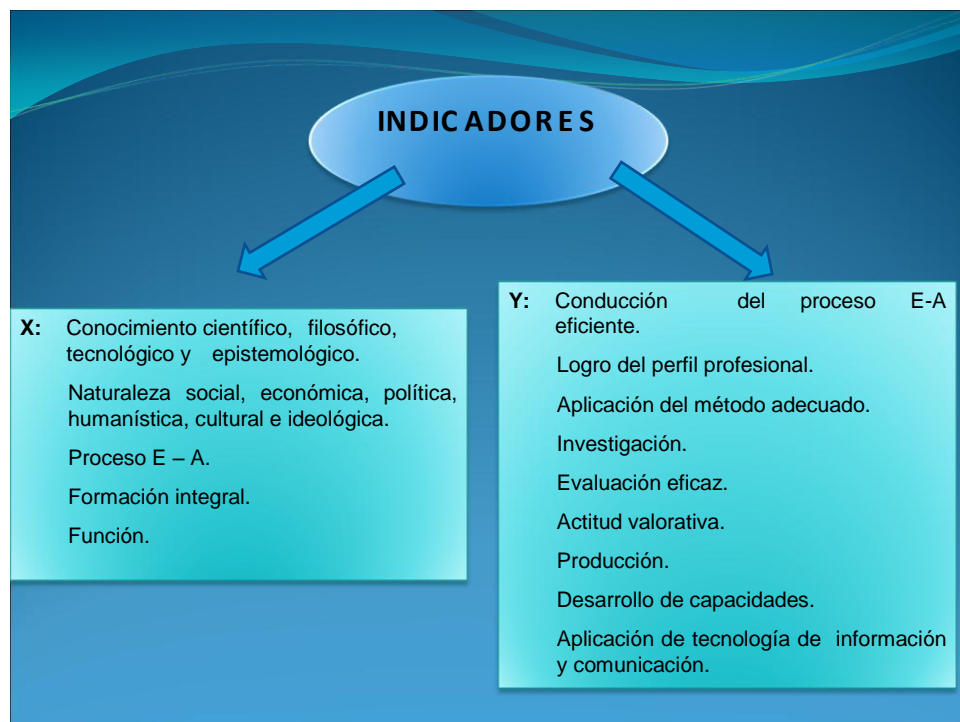 INDICADORES
X: Conocimiento científico, filosófico,
tecnológico y epistemológico.
Naturaleza social, económica, política,
humanística, cultural e ideológica.
Proceso E – A.
Formación integral.
Función.
Y: Conducción del proceso E-A
eficiente.
Logro del perfil profesional.
Aplicación del método adecuado.
Investigación.
Evaluación eficaz.
Actitud valorativa.
Producción.
Desarrollo de capacidades.
Aplicación de tecnología de información
y comunicación.